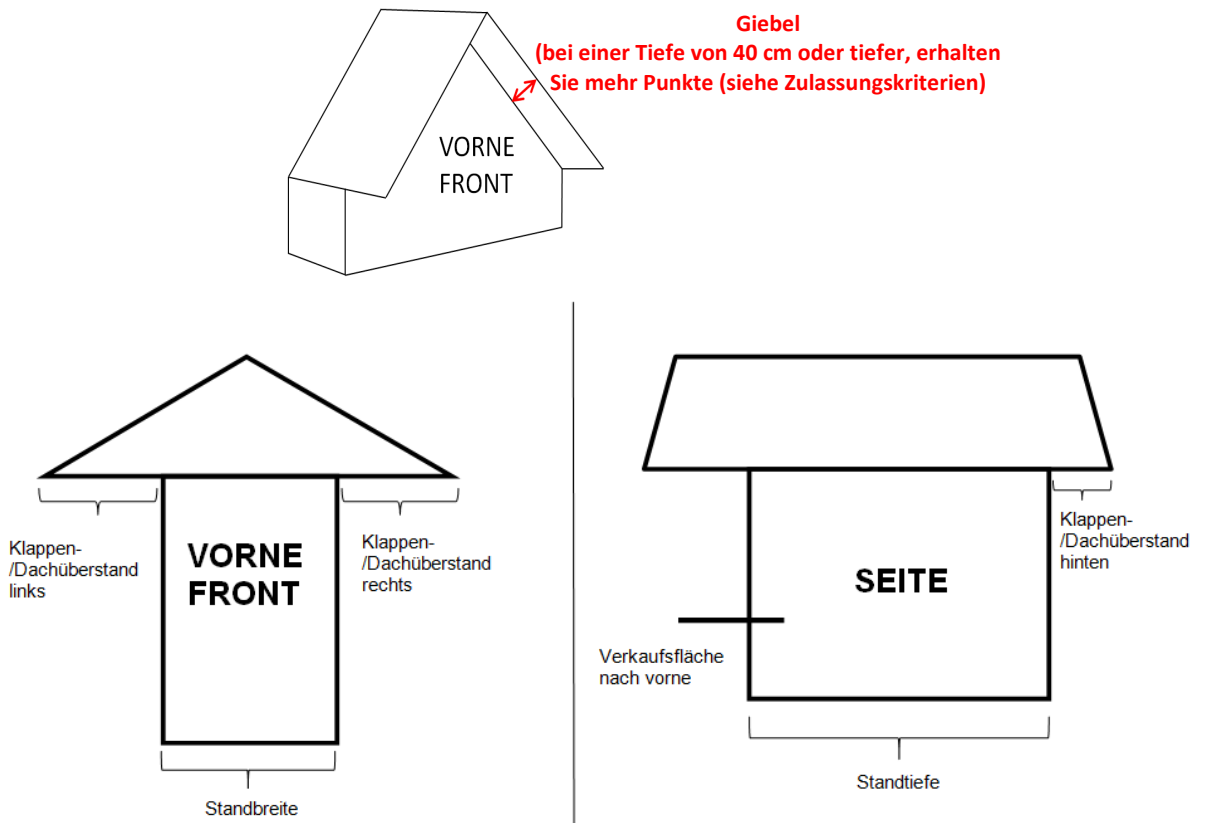 Giebel
(bei einer Tiefe von 40 cm oder tiefer, erhalten
Sie mehr Punkte (siehe Zulassungskriterien)
VORNE
FRONT
Klappen-
/Dachüberstand
links
VORNE
FRONT
Klappen-
/Dachüberstand
rechts
Standbreite
Klappen-
/Dachüberstand
hinten
SEITE
Verkaufsfläche
nach vorne
Standtiefe